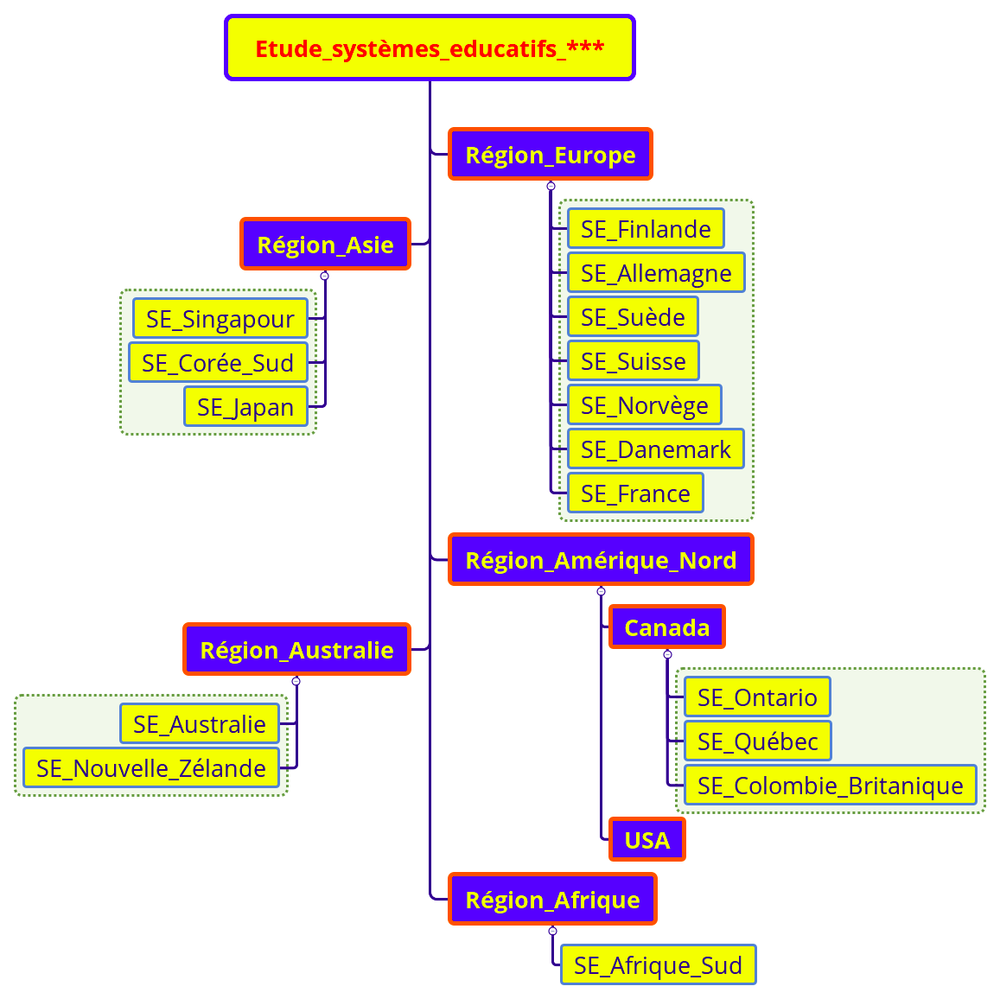 Etude_systèmes_educatifs_***
Région_Europe
SE_Finlande
SE_Allemagne
SE_Suède
SE_Suisse
SE_Norvège
SE_Danemark
SE_France
Région_Asie
SE_Singapour
SE_Corée_Sud
SE_Japan
Région_Amérique_Nord
Canada
SE_Ontario
SE_Québec
SE_Colombie_Britanique
USA
Région_Australie
SE_Australie
SE_Nouvelle_Zélande
Région_Afrique
SE_Afrique_Sud